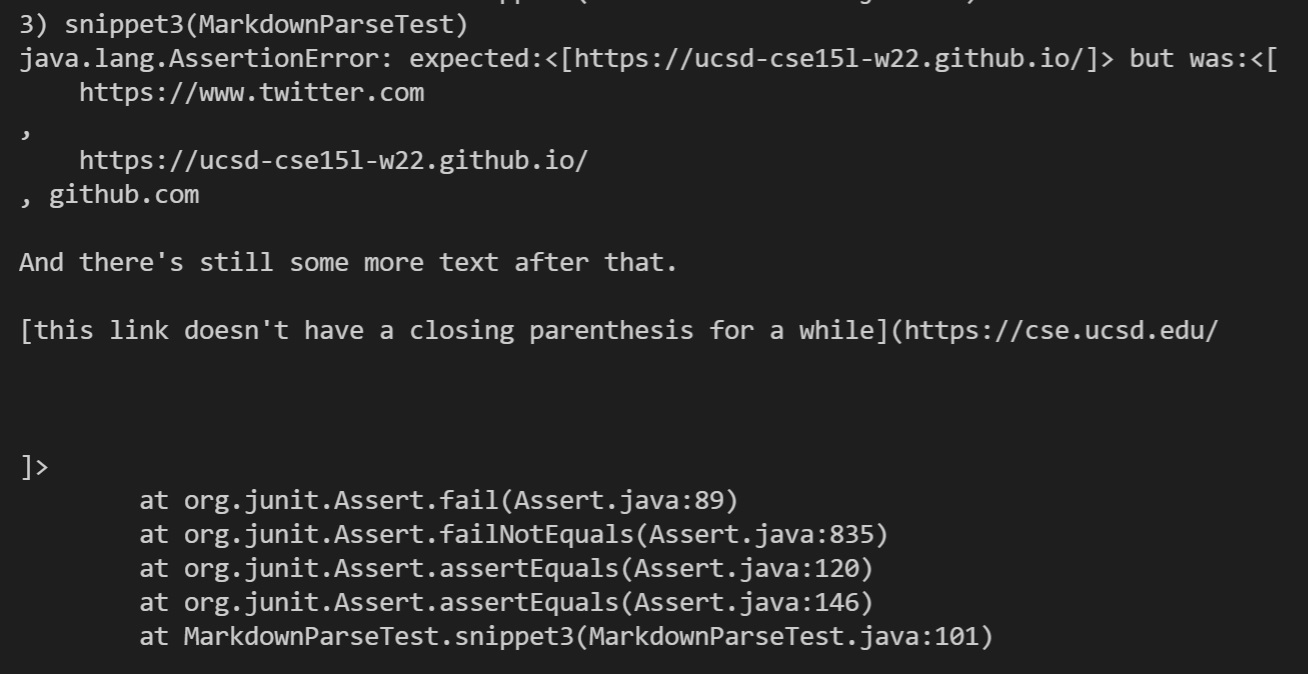 3) snippet3(MarkdownParseTest)
java.lang.AssertionError: expected:<[https://ucsd-cse15l-w22.github.io/]> but was:<[
    https://www.twitter.com
,
    https://ucsd-cse15l-w22.github.io/
, github.com

And there's still some more text after that.

[this link doesn't have a closing parenthesis for a while](https://cse.ucsd.edu/



]>
        at org.junit.Assert.fail(Assert.java:89)
        at org.junit.Assert.failNotEquals(Assert.java:835)
        at org.junit.Assert.assertEquals(Assert.java:120)
        at org.junit.Assert.assertEquals(Assert.java:146)
        at MarkdownParseTest.snippet3(MarkdownParseTest.java:101)